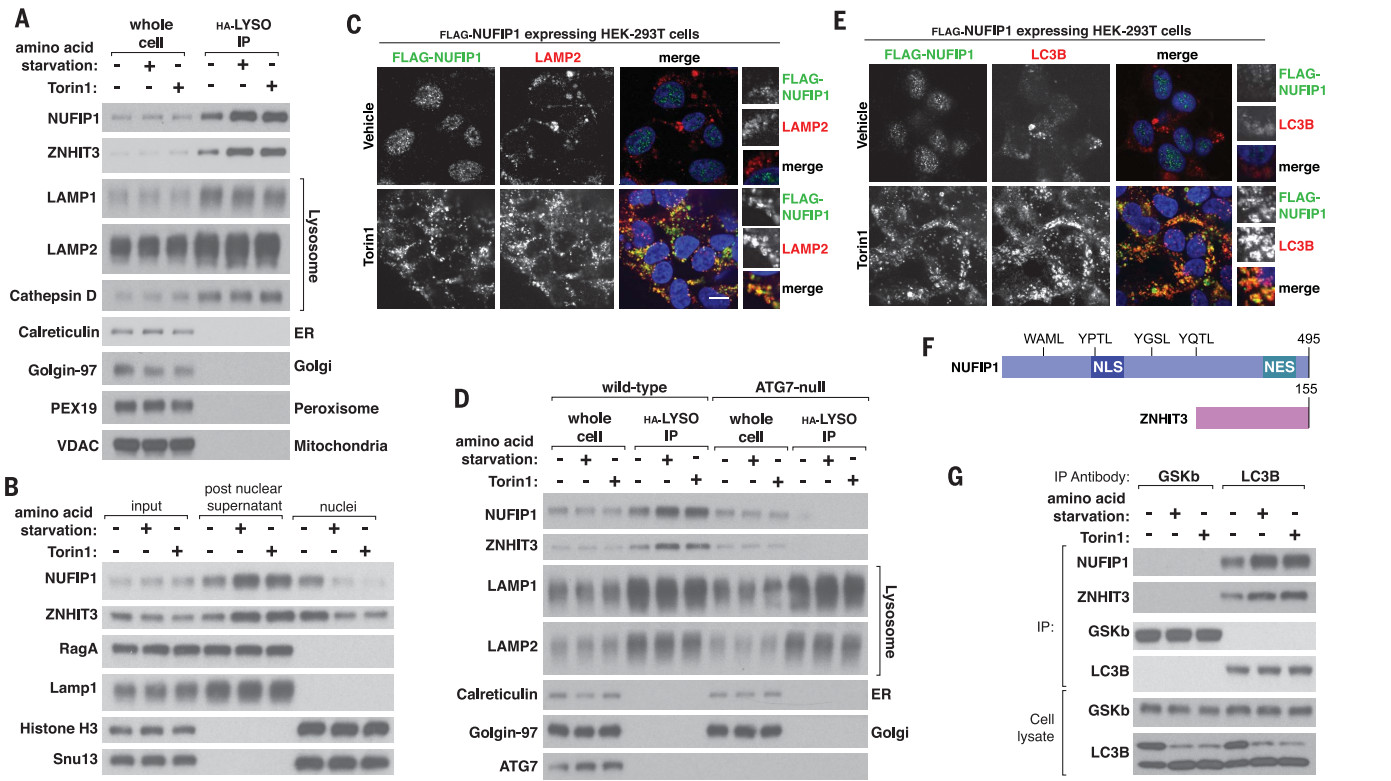 A
whole cell
HA-LYSO IP
amino acid starvation: - + - - + -
Torin1: - - + - - +
NUFIP1
ZNHIT3
LAMP1
LAMP2
Cathepsin D
Lysosome
Calreticulin ER
Golgin-97 Golgi
PEX19 Peroxisome
VDAC Mitochondria
B
input
post nuclear supernatant
nuclei
amino acid starvation: - + - - + - - + -
Torin1: - - + - - + - - +
NUFIP1
ZNHIT3
RagA
Lamp1
Histone H3
Snu13
C
FLAG-NUFIP1 expressing HEK-293T cells
FLAG-NUFIP1 LAMP2 merge
Vehicle
FLAG-NUFIP1
LAMP2
merge
Torin1
FLAG-NUFIP1
LAMP2
merge
D
wild-type ATG7-null
whole cell
HA-LYSO IP
whole cell
HA-LYSO IP
amino acid starvation: - + - - + - - + - - + -
Torin1: - - + - - + - - + - - +
NUFIP1
ZNHIT3
LAMP1
LAMP2
Lysosome
Calreticulin ER
Golgin-97 Golgi
ATG7
E
FLAG-NUFIP1 expressing HEK-293T cells
FLAG-NUFIP1 LC3B merge
Vehicle
FLAG-NUFIP1
LC3B
merge
Torin1
FLAG-NUFIP1
LC3B
merge
F
WAML YPTL YGSL YQTL 495
NUFIP1 NLS NES
155
ZNHIT3
G
IP Antibody: GSKb LC3B
amino acid starvation: - + - - + -
Torin1: - - + - - +
IP:
NUFIP1
ZNHIT3
GSKb
LC3B
Cell lysate
GSKb
LC3B